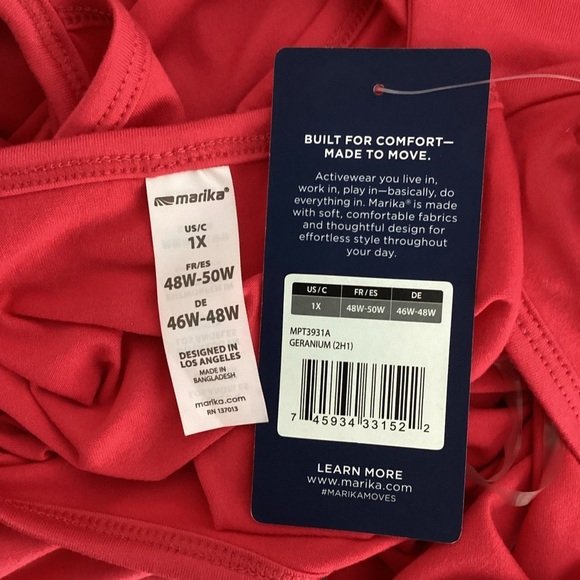 marika®
US/C
1X
FR/ES
48W-50W
DE
46W-48W
DESIGNED IN
LOS ANGELES
MADE IN
BANGLADESH
marika.com
RN 137013
BUILT FOR COMFORT—
MADE TO MOVE.
Activewear you live in,
work in, play in—basically, do
everything in. Marika® is made
with soft, comfortable fabrics
and thoughtful design for
effortless style throughout
your day.
US / C FR / ES DE
1X 48W-50W 46W-48W
MPT3931A
GERANIUM (2H1)
7 45934 33152 2
LEARN MORE
www.marika.com
#MARIKAMOVES